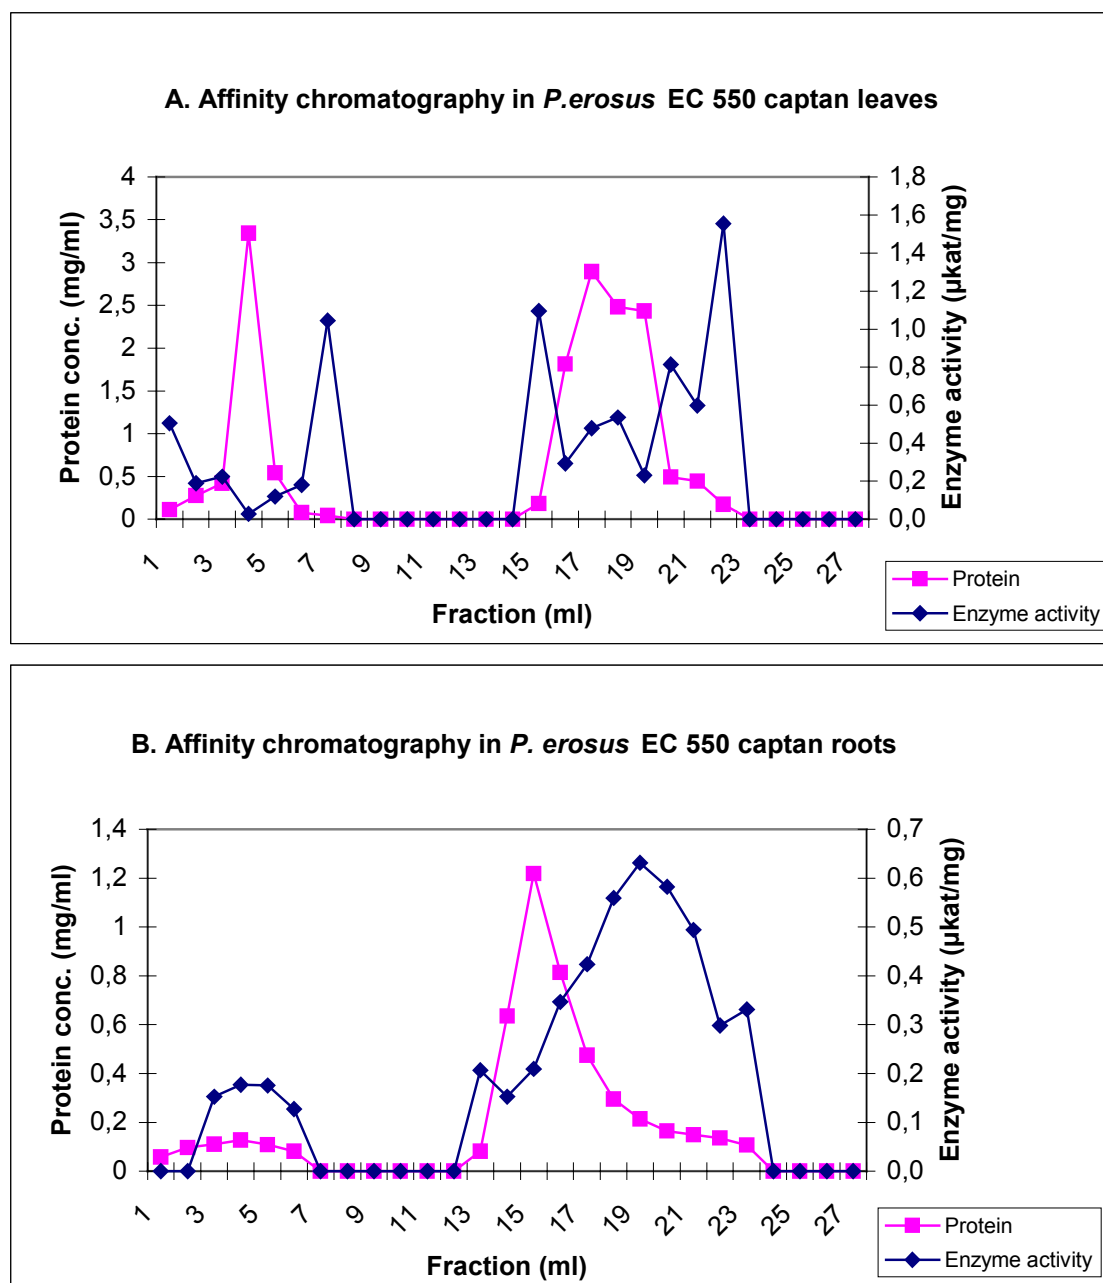 A. Affinity chromatography in P.erosus EC 550 captan leaves
Protein conc. (mg/ml)
4
3,5
3
2,5
2
1,5
1
0,5
0
1,8
1,6
1,4
1,2
1,0
0,8
0,6
0,4
0,2
0,0
Enzyme activity (µkat/mg)
1 3 5 7 9 11 13 15 17 19 21 23 25 27
Fraction (ml)
Protein
Enzyme activity
B. Affinity chromatography in P. erosus EC 550 captan roots
Protein conc. (mg/ml)
1,4
1,2
1
0,8
0,6
0,4
0,2
0
0,7
0,6
0,5
0,4
0,3
0,2
0,1
0,0
Enzyme activity (µkat/mg)
1 3 5 7 9 11 13 15 17 19 21 23 25 27
Fraction (ml)
Protein
Enzyme activity